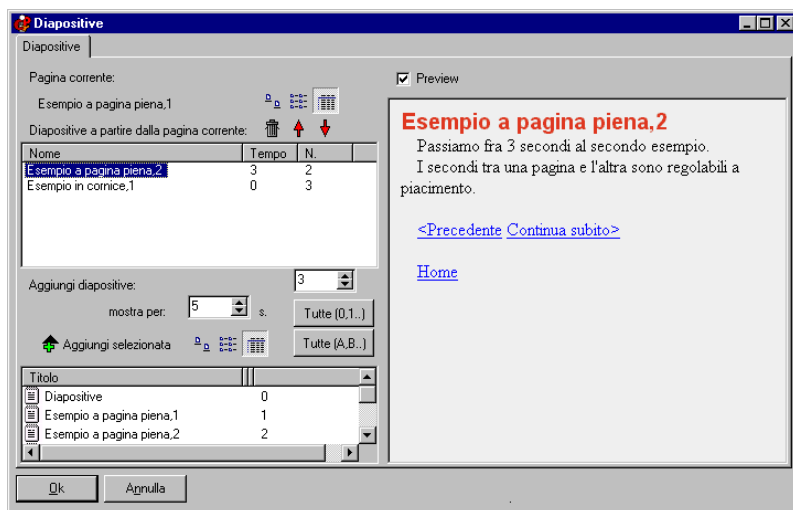 Diapositive
Diapositive
Pagina corrente:
Esempio a pagina piena,1
Diapositive a partire dalla pagina corrente:
Nome Tempo N.
Esempio a pagina piena,2 3 2
Esempio in cornice,1 0 3
Aggiungi diapositive: 3
mostra per: 5 s. Tutte (0,1..)
Aggiungi selezionata Tutte (A,B..)
Titolo
Diapositive 0
Esempio a pagina piena,1 1
Esempio a pagina piena,2 2
Ok Annulla
Preview
Esempio a pagina piena,2
Passiamo fra 3 secondi al secondo esempio.
I secondi tra una pagina e l'altra sono regolabili a
piacimento.
<Precedente Continua subito>
Home